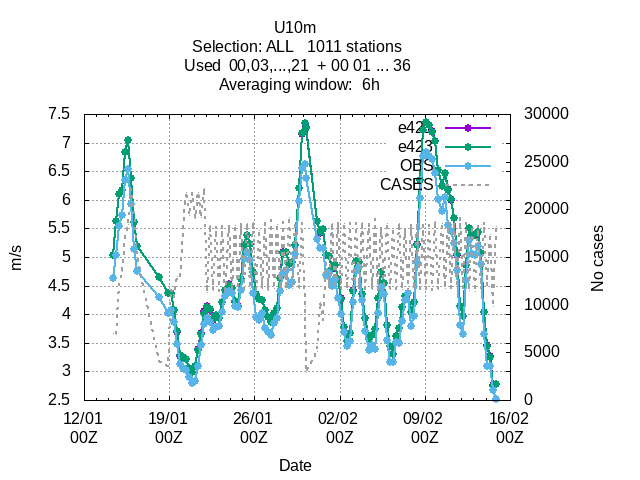 U10m
Selection: ALL   1011 stations
Used  00,03,...,21  + 00 01 ... 36
Averaging window:  6h
7.5
7
6.5
6
5.5
5
4.5
4
3.5
3
2.5
30000
25000
20000
15000
10000
5000
0
m/s
No cases
e423
OBS
CASES
12/01 00Z
19/01 00Z
26/01 00Z
02/02 00Z
09/02 00Z
16/02 00Z
Date